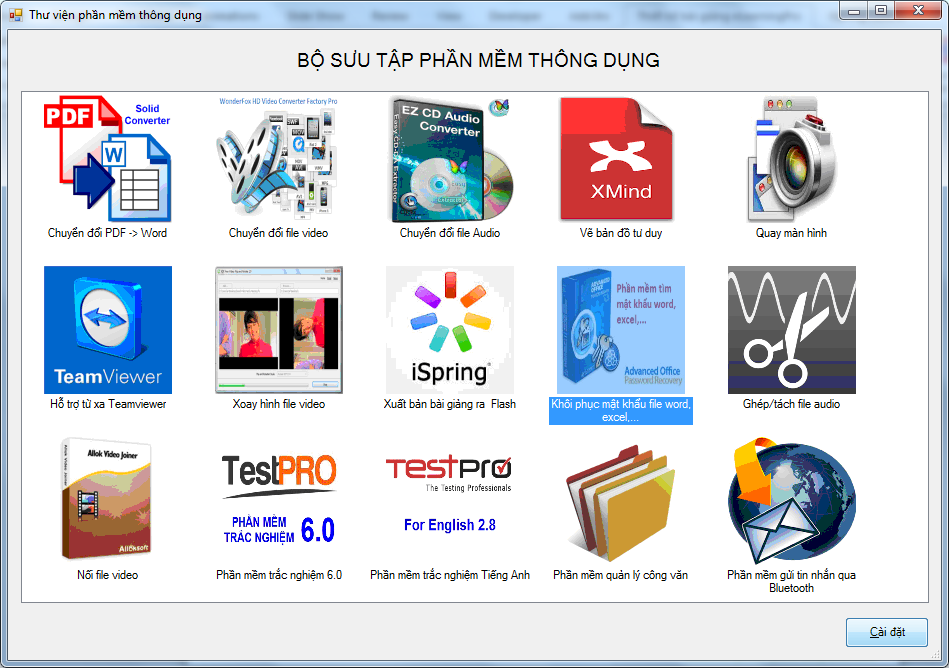 Thư viện phần mềm thông dụng
BỘ SƯU TẬP PHẦN MỀM THÔNG DỤNG
PDF
Solid
Converter
W
Chuyển đổi PDF -> Word
WonderFox HD Video Converter Factory Pro
Chuyển đổi file video
EZ CD Audio
Converter
Chuyển đổi file Audio
XMind
Vẽ bản đồ tư duy
Quay màn hình
TeamViewer
Hỗ trợ từ xa Teamviewer
Xoay hình file video
iSpring
Xuất bản bài giảng ra Flash
Phần mềm tìm
mật khẩu word,
excel,...
Advanced Office
Password Recovery
Khôi phục mật khẩu file word,
excel,...
Ghép/tách file audio
Allok Video Joiner
Allok Video Joiner
Alloksoft
Nối file video
TestPRO
PHẦN MỀM
TRẮC NGHIỆM 6.0
Phần mềm trắc nghiệm 6.0
TestPro
The Testing Professionals
For English 2.8
Phần mềm trắc nghiệm Tiếng Anh
Phần mềm quản lý công văn
Phần mềm gửi tin nhắn qua
Bluetooth
Cài đặt